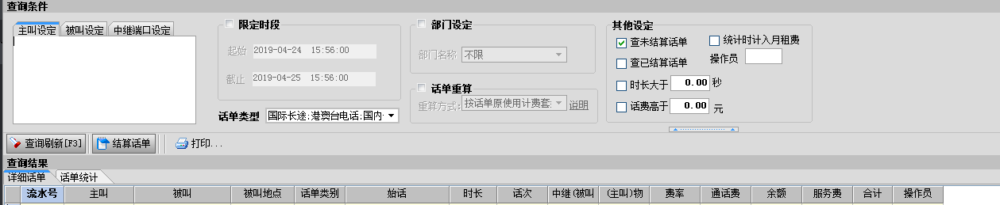 查询条件
主叫设定 被叫设定 中继端口设定
限定时段
起始 2019-04-24 15:56:00
截止 2019-04-25 15:56:00
话单类型 国际长途;港澳台电话;国内
部门设定
部门名称 不限
话单重算
重算方式: 按话单原使用计费套 说明
其他设定
查未结算话单 统计时计入月租费
查已结算话单 操作员
时长大于 0.00 秒
话费高于 0.00 元
查询刷新[F3] 结算话单 打印...
查询结果
详细话单 话单统计
流水号 主叫 被叫 被叫地点 话单类别 始话 时长 话次 中继(被叫 (主叫)物 费率 通话费 余额 服务费 合计 操作员